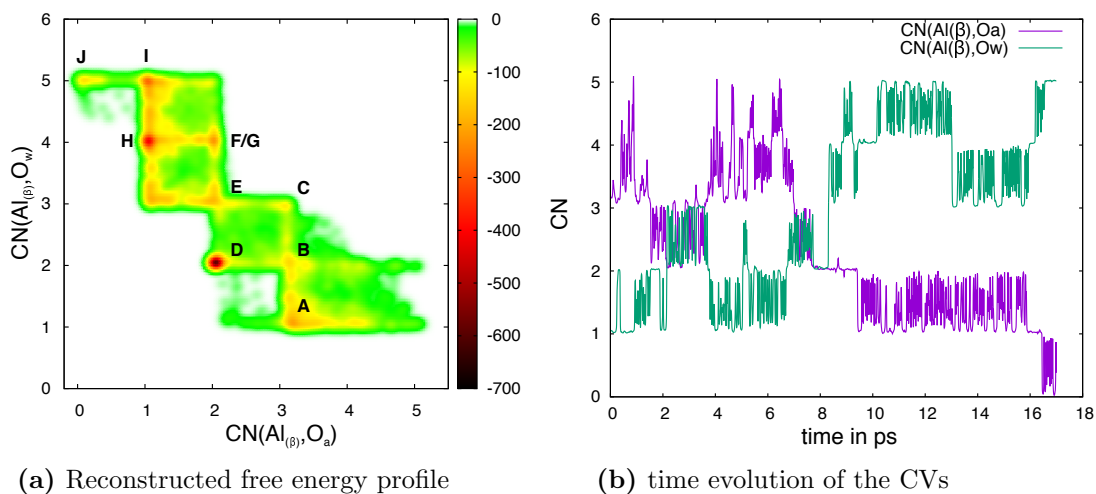 6
5
4
3
2
1
0
CN(Al(β),Ow)
0 1 2 3 4 5
CN(Al(β),Oa)
J I
H F/G
E C
D B
A
0
-100
-200
-300
-400
-500
-600
-700
6
5
4
3
2
1
0
CN
CN(Al(β),Oa)
CN(Al(β),Ow)
0 2 4 6 8 10 12 14 16 18
time in ps
(a) Reconstructed free energy profile
(b) time evolution of the CVs